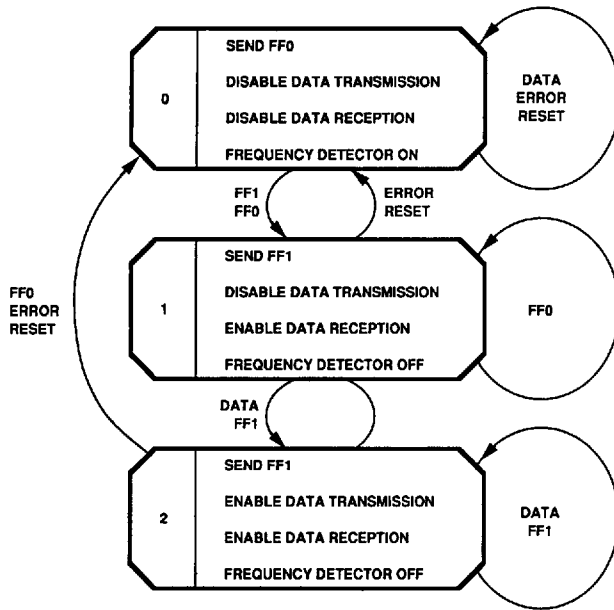 SEND FF0
DISABLE DATA TRANSMISSION
0
DISABLE DATA RECEPTION
FREQUENCY DETECTOR ON
DATA
ERROR
RESET
FF1
FF0
ERROR
RESET
SEND FF1
DISABLE DATA TRANSMISSION
1
ENABLE DATA RECEPTION
FREQUENCY DETECTOR OFF
FF0
FF0
ERROR
RESET
DATA
FF1
SEND FF1
ENABLE DATA TRANSMISSION
2
ENABLE DATA RECEPTION
FREQUENCY DETECTOR OFF
DATA
FF1